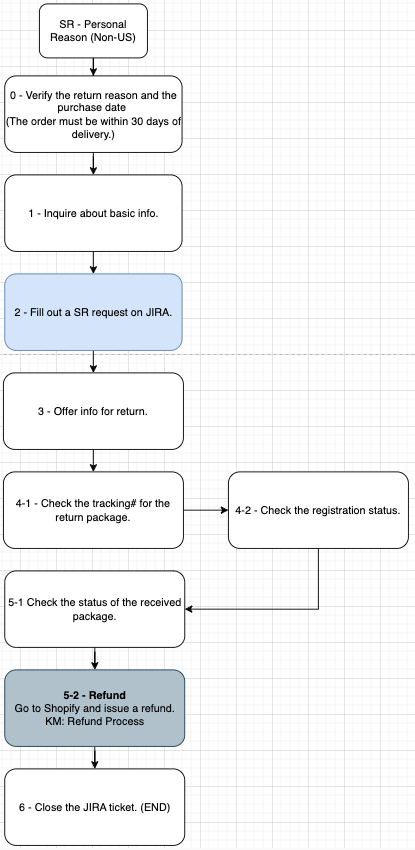 SR - Personal
Reason (Non-US)
0 - Verify the return reason and the
purchase date
(The order must be within 30 days of
delivery.)
1 - Inquire about basic info.
2 - Fill out a SR request on JIRA.
3 - Offer info for return.
4-1 - Check the tracking# for the
return package.
4-2 - Check the registration status.
5-1 Check the status of the received
package.
5-2 - Refund
Go to Shopify and issue a refund.
KM: Refund Process
6 - Close the JIRA ticket. (END)